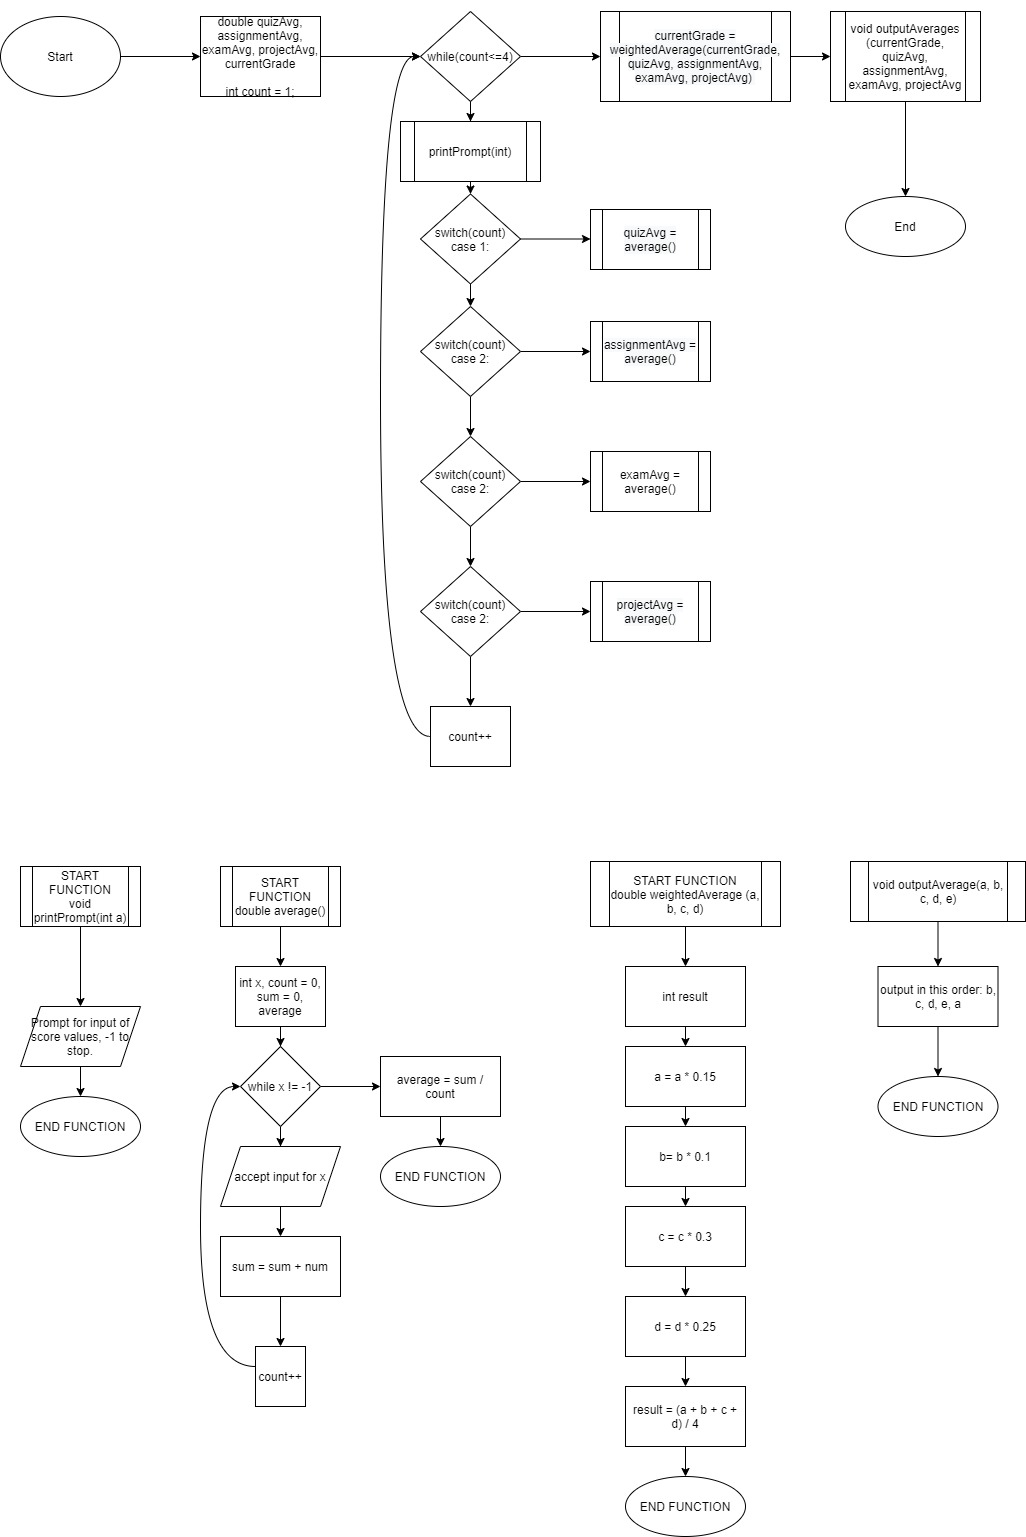 Start
double quizAvg,
assignmentAvg,
examAvg, projectAvg,
currentGrade
int count = 1;
while(count<=4)
currentGrade =
weightedAverage(currentGrade,
quizAvg, assignmentAvg,
examAvg, projectAvg)
void outputAverages
(currentGrade,
quizAvg,
assignmentAvg,
examAvg, projectAvg
End
printPrompt(int)
switch(count)
case 1:
quizAvg =
average()
switch(count)
case 2:
assignmentAvg =
average()
switch(count)
case 2:
examAvg =
average()
switch(count)
case 2:
projectAvg =
average()
count++
START
FUNCTION
void
printPrompt(int a)
Prompt for input of
score values, -1 to
stop.
END FUNCTION
START
FUNCTION
double average()
int x, count = 0,
sum = 0,
average
while x != -1
average = sum /
count
END FUNCTION
accept input for x
sum = sum + num
count++
START FUNCTION
double weightedAverage (a,
b, c, d)
int result
a = a * 0.15
b= b * 0.1
c = c * 0.3
d = d * 0.25
result = (a + b + c +
d) / 4
END FUNCTION
void outputAverage(a, b,
c, d, e)
output in this order: b,
c, d, e, a
END FUNCTION